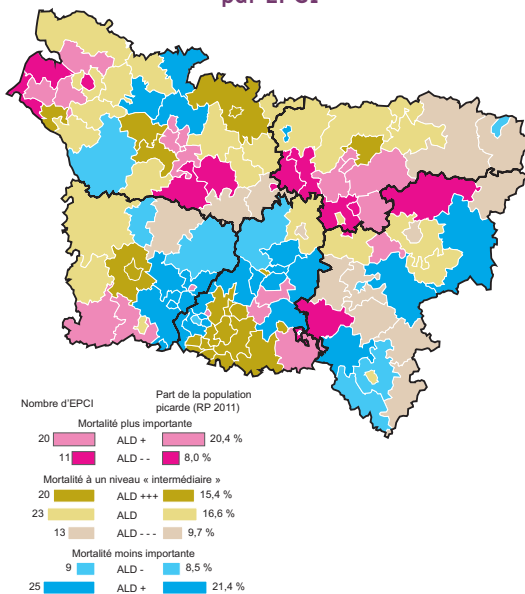 par EPCI
Nombre d'EPCI
Part de la population
picarde (RP 2011)
Mortalité plus importante
20 ALD + 20,4 %
11 ALD - - 8,0 %
Mortalité à un niveau « intermédiaire »
20 ALD +++ 15,4 %
23 ALD 16,6 %
13 ALD - - - 9,7 %
Mortalité moins importante
9 ALD - 8,5 %
25 ALD + 21,4 %